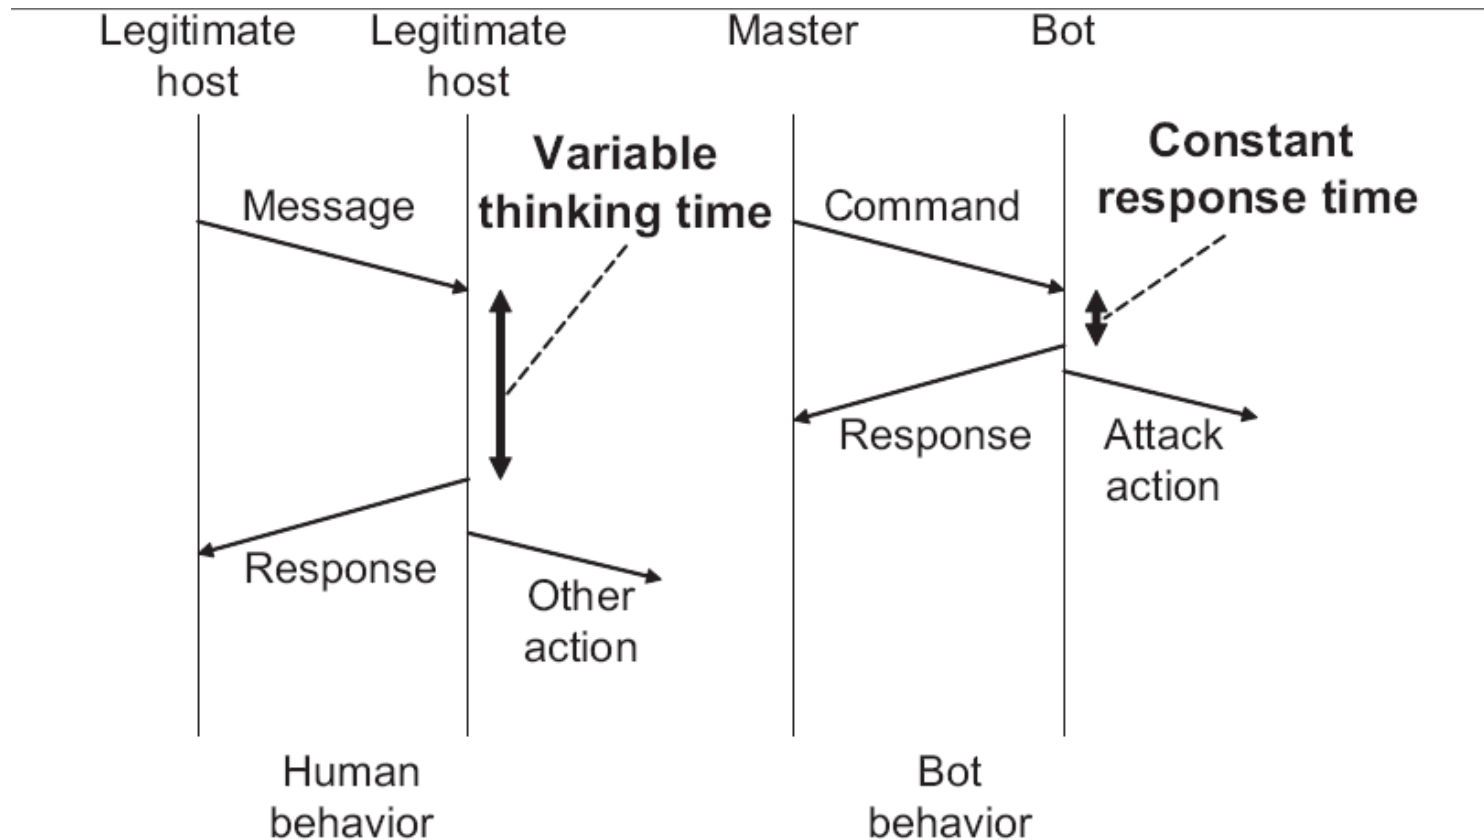 Legitimate
host
Legitimate
host
Master
Bot
Message
Variable
thinking time
Command
Constant
response time
Response
Other
action
Response
Attack
action
Human
behavior
Bot
behavior